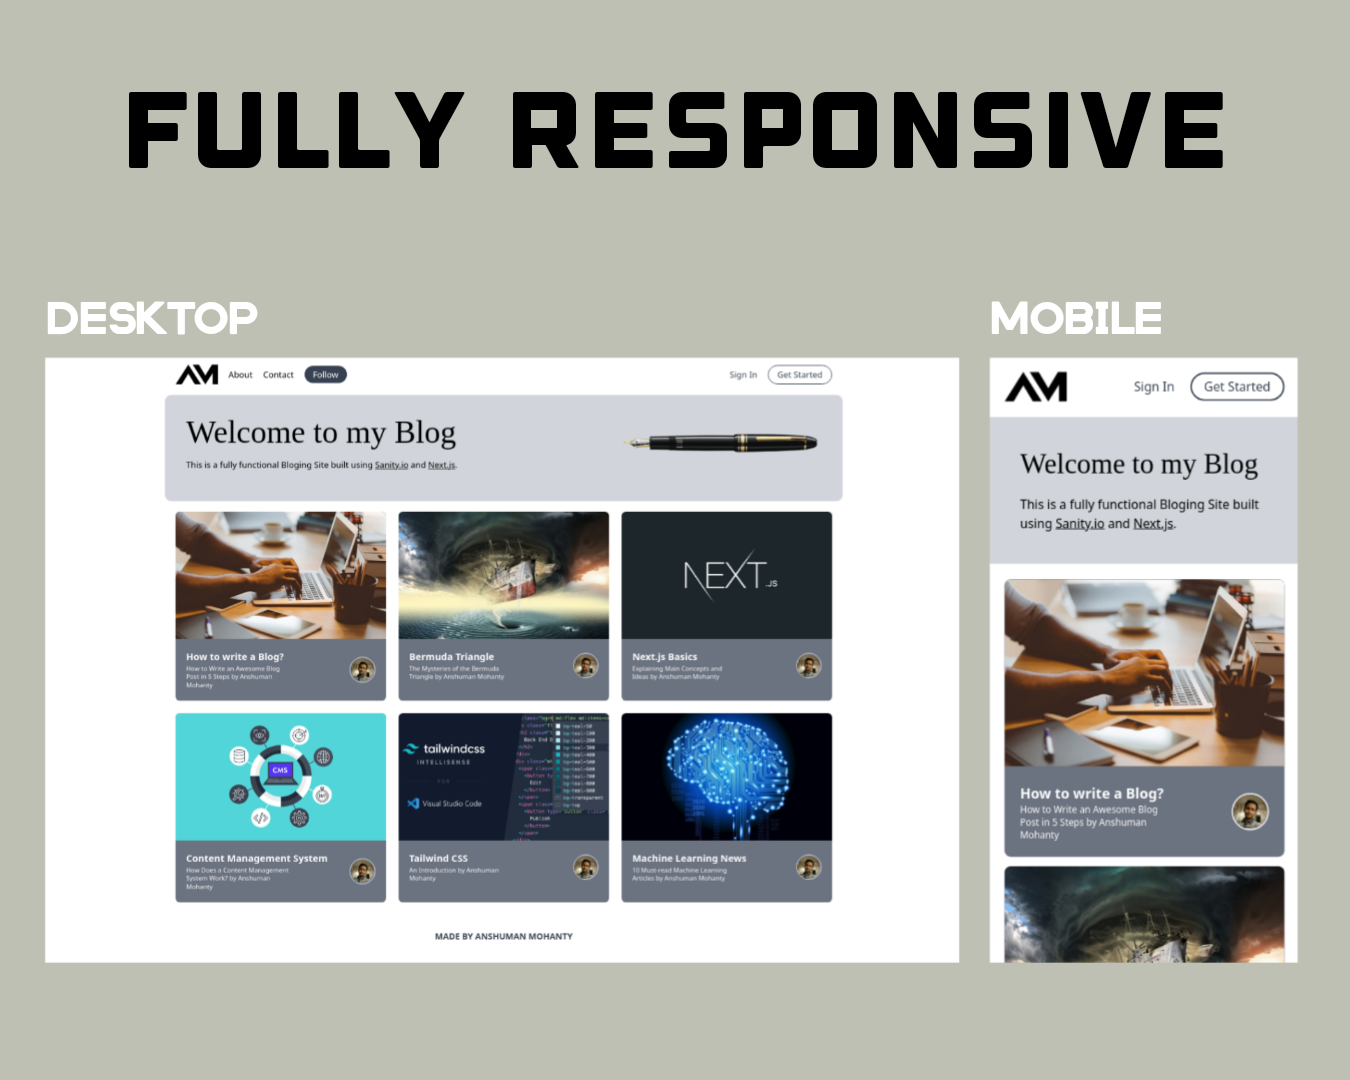 FULLY RESPONSIVE
DESKTOP
AM About Contact Follow Sign In Get Started
Welcome to my Blog
This is a fully functional Bloging Site built using Sanity.io and Next.js.
NEXT.JS
How to write a Blog?
How to Write an Awesome Blog
Post in 5 Steps by Anshuman
Mohanty
Bermuda Triangle
The Mysteries of the Bermuda
Triangle by Anshuman Mohanty
Next.js Basics
Explaining Main Concepts and
Ideas by Anshuman Mohanty
CMS
tailwindcss
INTELLISENSE
FOR
Visual Studio Code
Edit
Publish
Content Management System
How Does a Content Management
System Work? by Anshuman
Mohanty
Tailwind CSS
An Introduction by Anshuman
Mohanty
Machine Learning News
10 Must-read Machine Learning
Articles by Anshuman Mohanty
MADE BY ANSHUMAN MOHANTY
MOBILE
AM Sign In Get Started
Welcome to my Blog
This is a fully functional Bloging Site built
using Sanity.io and Next.js.
How to write a Blog?
How to Write an Awesome Blog
Post in 5 Steps by Anshuman
Mohanty